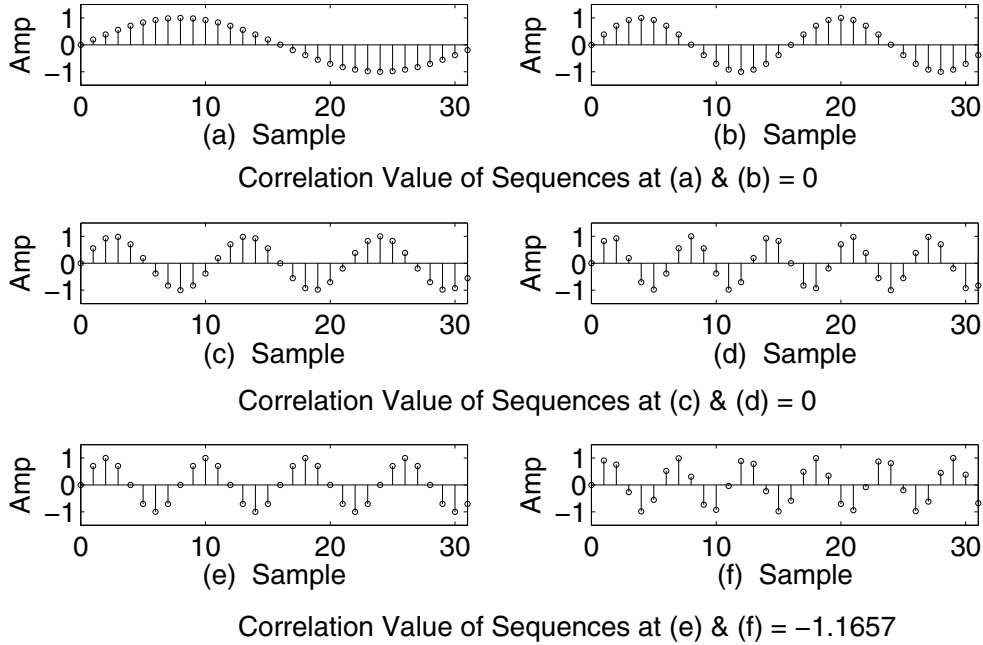 Amp
1
0
−1
0
10
20
30
(a) Sample
Amp
1
0
−1
0
10
20
30
(b) Sample
Correlation Value of Sequences at (a) & (b) = 0
Amp
1
0
−1
0
10
20
30
(c) Sample
Amp
1
0
−1
0
10
20
30
(d) Sample
Correlation Value of Sequences at (c) & (d) = 0
Amp
1
0
−1
0
10
20
30
(e) Sample
Amp
1
0
−1
0
10
20
30
(f) Sample
Correlation Value of Sequences at (e) & (f) = −1.1657